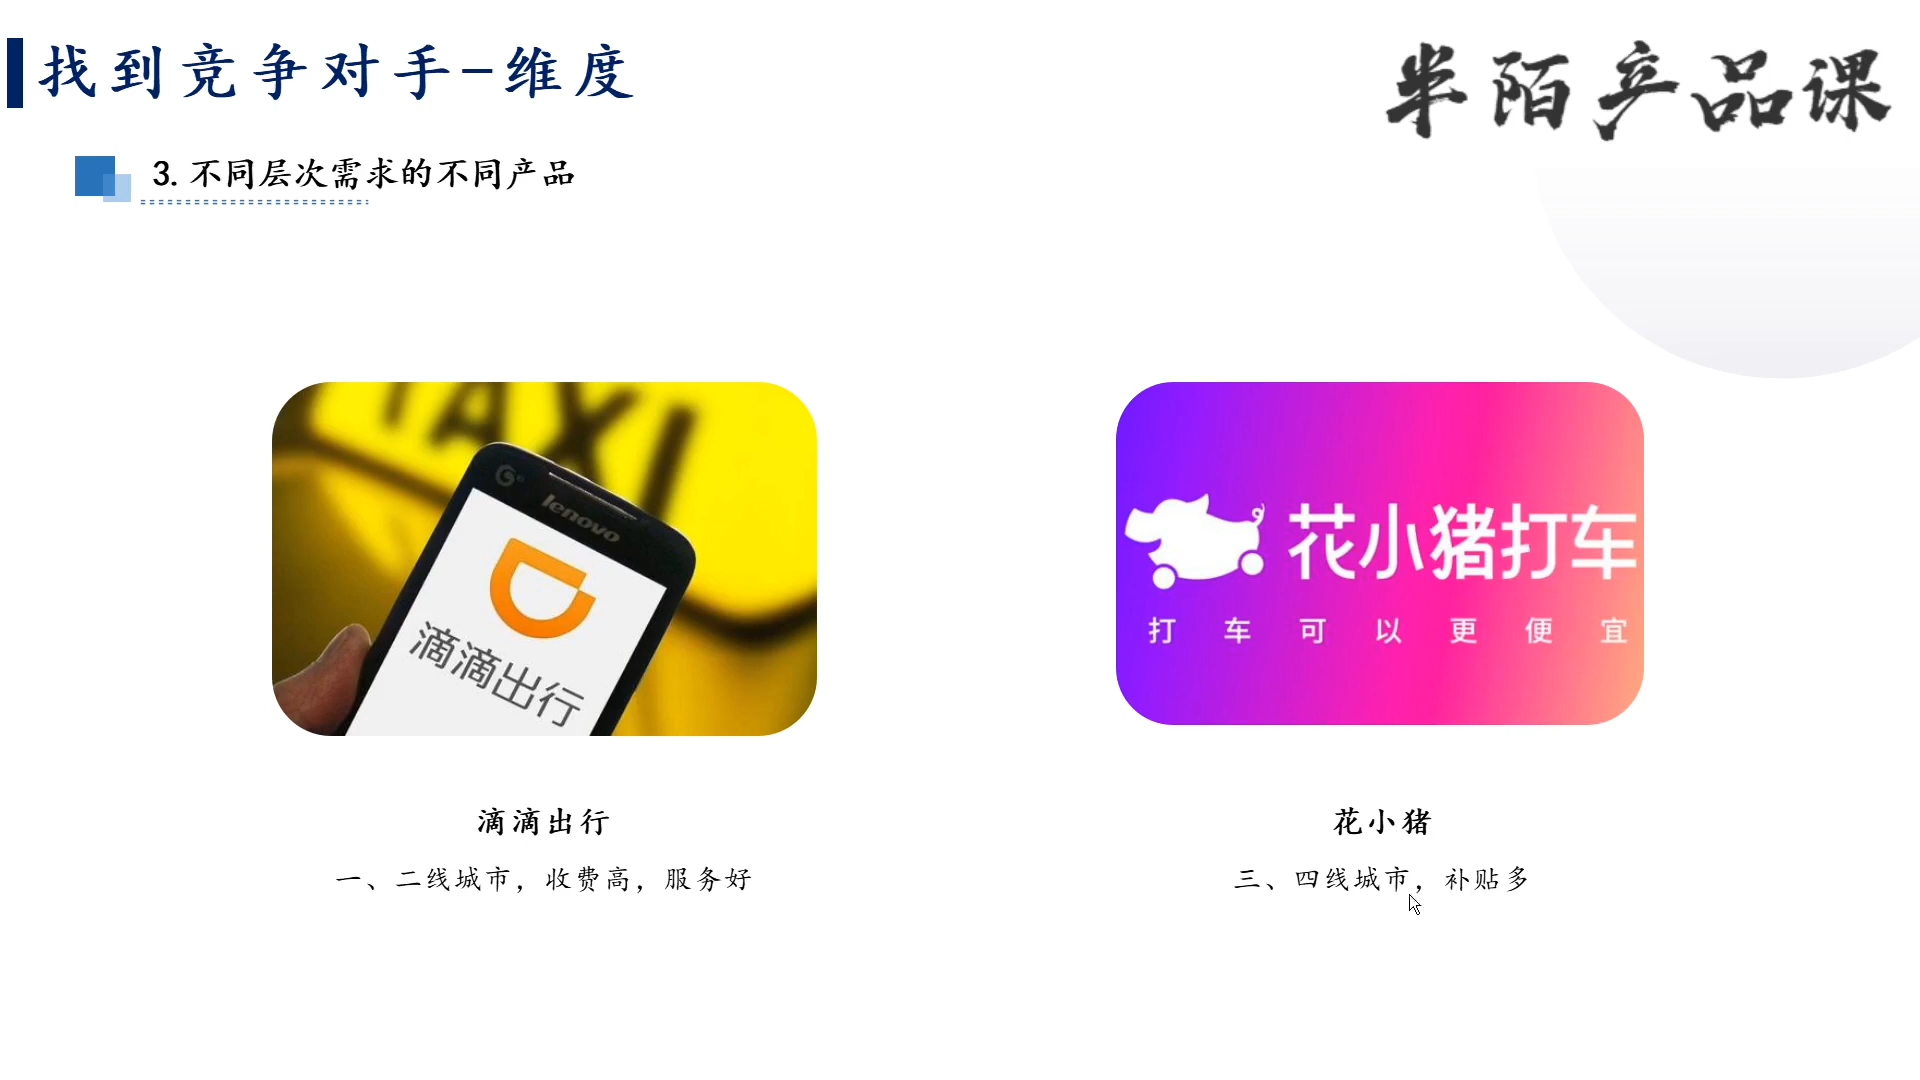 找到竞争对手-维度
半陌产品课
3. 不同层次需求的不同产品
TAXI
lenovo
滴滴出行
花小猪打车
打车可以更便宜
滴滴出行
花小猪
一、二线城市，收费高，服务好
三、四线城市，补贴多